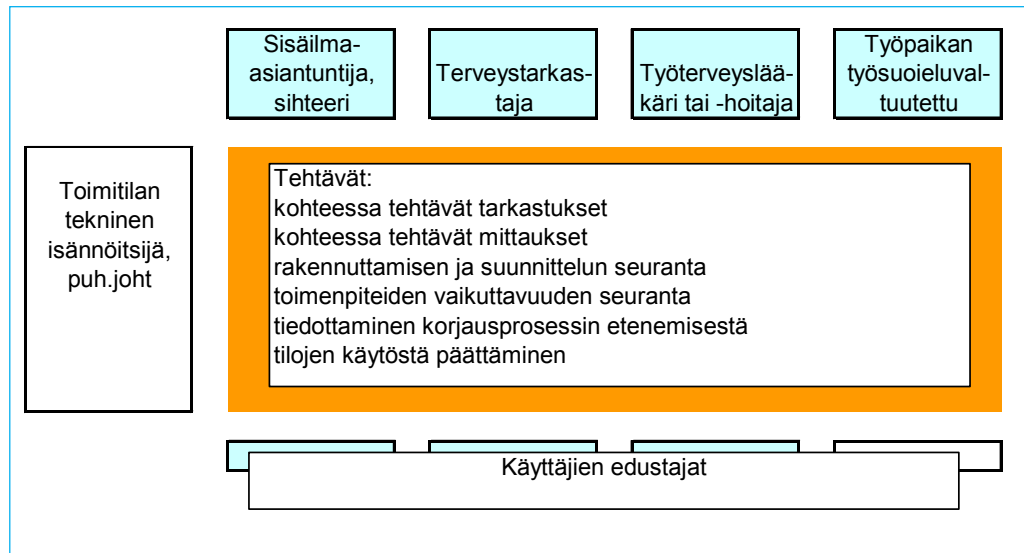 Sisäilma-
asiantuntija,
sihteeri
Terveystarkas-
taja
Työterveyslää-
käri tai -hoitaja
Työpaikan
työsuoieluval-
tuutettu
Toimitilan
tekninen
isännöitsijä,
puh.joht
Tehtävät:
kohteessa tehtävät tarkastukset
kohteessa tehtävät mittaukset
rakennuttamisen ja suunnittelun seuranta
toimenpiteiden vaikuttavuuden seuranta
tiedottaminen korjausprosessin etenemisestä
tilojen käytöstä päättäminen
Käyttäjien edustajat